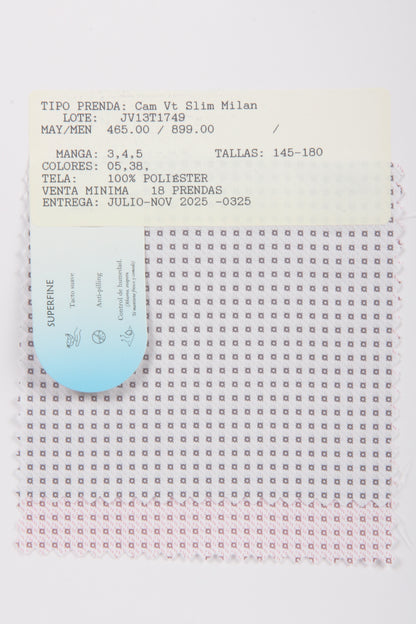 TIPO PRENDA: Cam Vt Slim Milan
LOTE: JV13T1749
MAY/MEN 465.00 / 899.00 /
MANGA: 3,4,5 TALLAS: 145-180
COLORES: 05,38,
TELA: 100% POLIÉSTER
VENTA MINIMA 18 PRENDAS
ENTREGA: JULIO-NOV 2025 -0325
SUPERFINE
Tacto suave
Anti-pilling
Control de humedad.